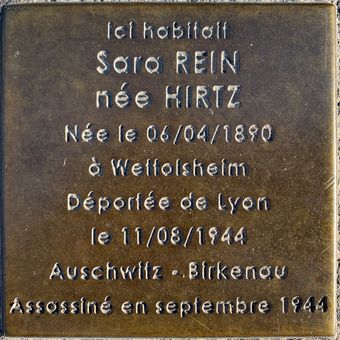 Ici habitait
Sara REIN
née HIRTZ
Née le 06/04/1890
à Wettolsheim
Déportée de Lyon
le 11/08/1944
Auschwitz - Birkenau
Assassiné en septembre 1944